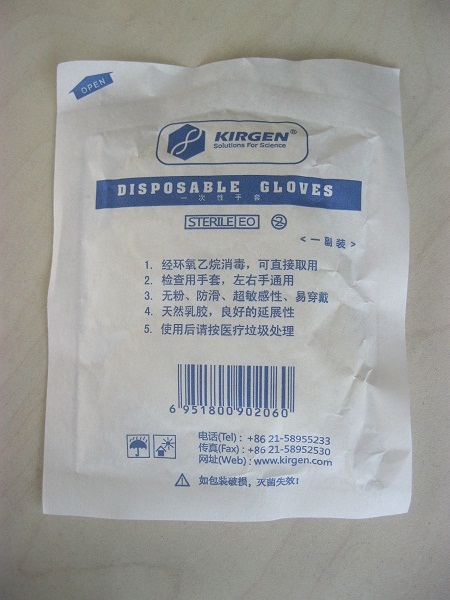 OPEN
KIRGEN®
Solutions For Science
DISPOSABLE GLOVES
一次性手套
STERILE EO
<一副装>
1. 经环氧乙烷消毒，可直接取用
2. 检查用手套，左右手通用
3. 无粉、防滑、超敏感性、易穿戴
4. 天然乳胶，良好的延展性
5. 使用后请按医疗垃圾处理
6 951800 902060
电话(Tel) : +86 21-58955233
传真(Fax) : +86 21-58952530
网址(Web) : www.kirgen.com
如包装破损，灭菌失效!